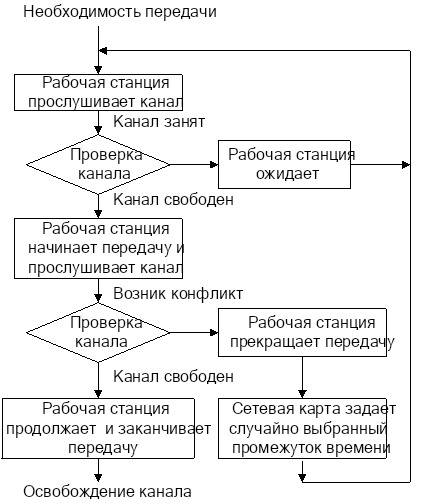 Необходимость передачи
Рабочая станция
прослушивает канал
Канал занят
Проверка
канала
Рабочая станция
ожидает
Канал свободен
Рабочая станция
начинает передачу и
прослушивает канал
Возник конфликт
Проверка
канала
Рабочая станция
прекращает передачу
Канал свободен
Рабочая станция
продолжает и заканчивает
передачу
Сетевая карта задает
случайно выбранный
промежуток времени
Освобождение канала